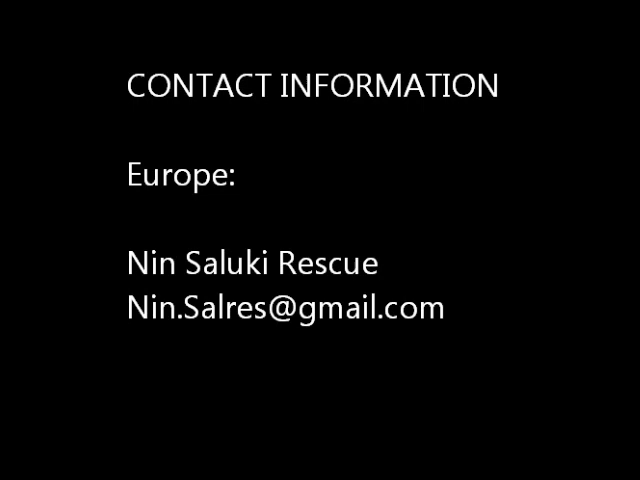 CONTACT INFORMATION
Europe:
Nin Saluki Rescue
Nin.Salres@gmail.com